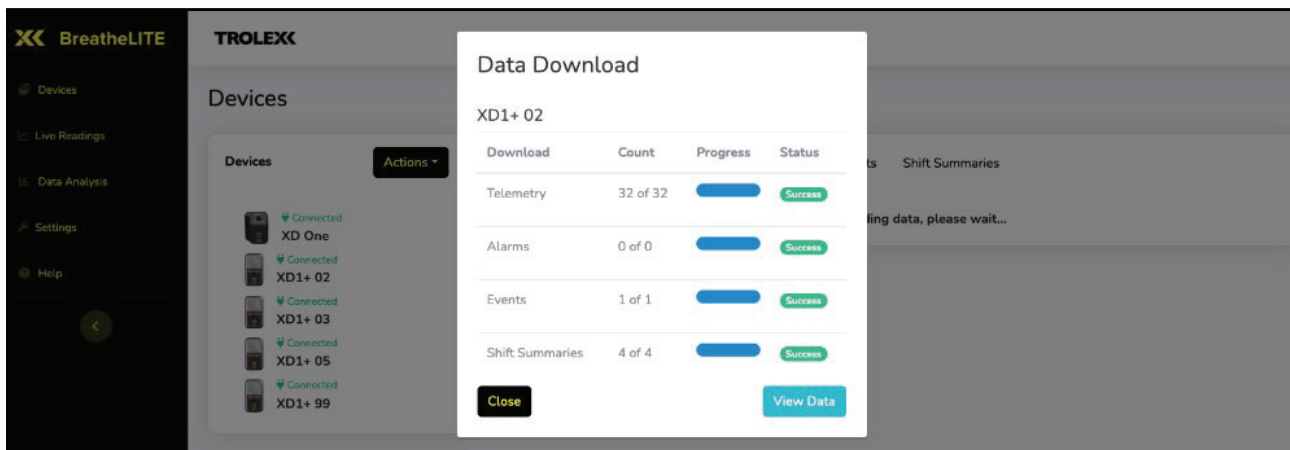 BreatheLITE
TROLEX
Devices
Live Readings
Data Analysis
Settings
Help
Devices
Devices
Actions
Connected
XD One
Connected
XD1+ 02
Connected
XD1+ 03
Connected
XD1+ 05
Connected
XD1+ 99
Data Download
XD1+ 02
Download Count Progress Status
Telemetry 32 of 32 Success
Alarms 0 of 0 Success
Events 1 of 1 Success
Shift Summaries 4 of 4 Success
Close View Data
Shift Summaries
data, please wait...